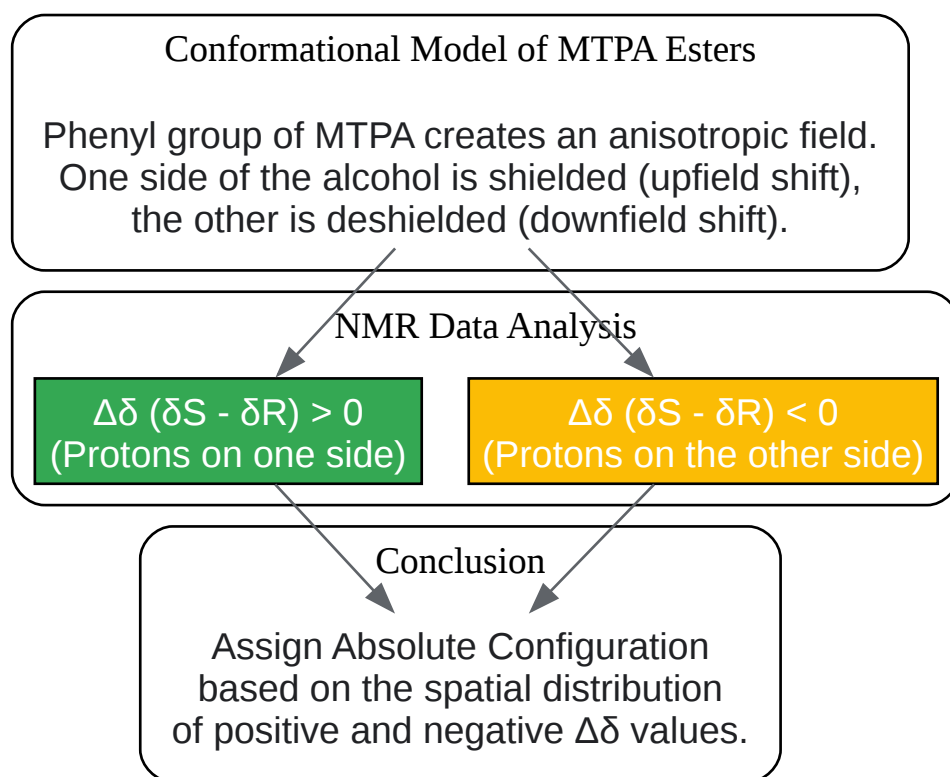 Conformational Model of MTPA Esters
Phenyl group of MTPA creates an anisotropic field.
One side of the alcohol is shielded (upfield shift),
the other is deshielded (downfield shift).
NMR Data Analysis
Δδ (δS - δR) > 0
(Protons on one side)
Δδ (δS - δR) < 0
(Protons on the other side)
Conclusion
Assign Absolute Configuration
based on the spatial distribution
of positive and negative Δδ values.